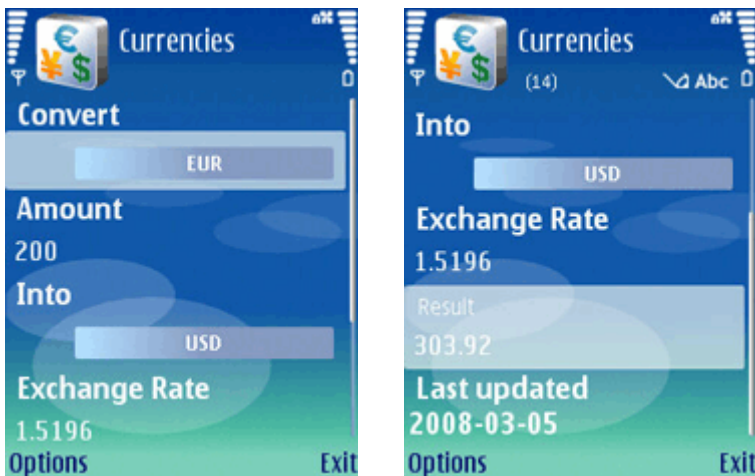 Currencies
Convert
EUR
Amount
200
Into
USD
Exchange Rate
1.5196
Options Exit
Currencies
(14) Abc
Into
USD
Exchange Rate
1.5196
Result
303.92
Last updated
2008-03-05
Options Exit